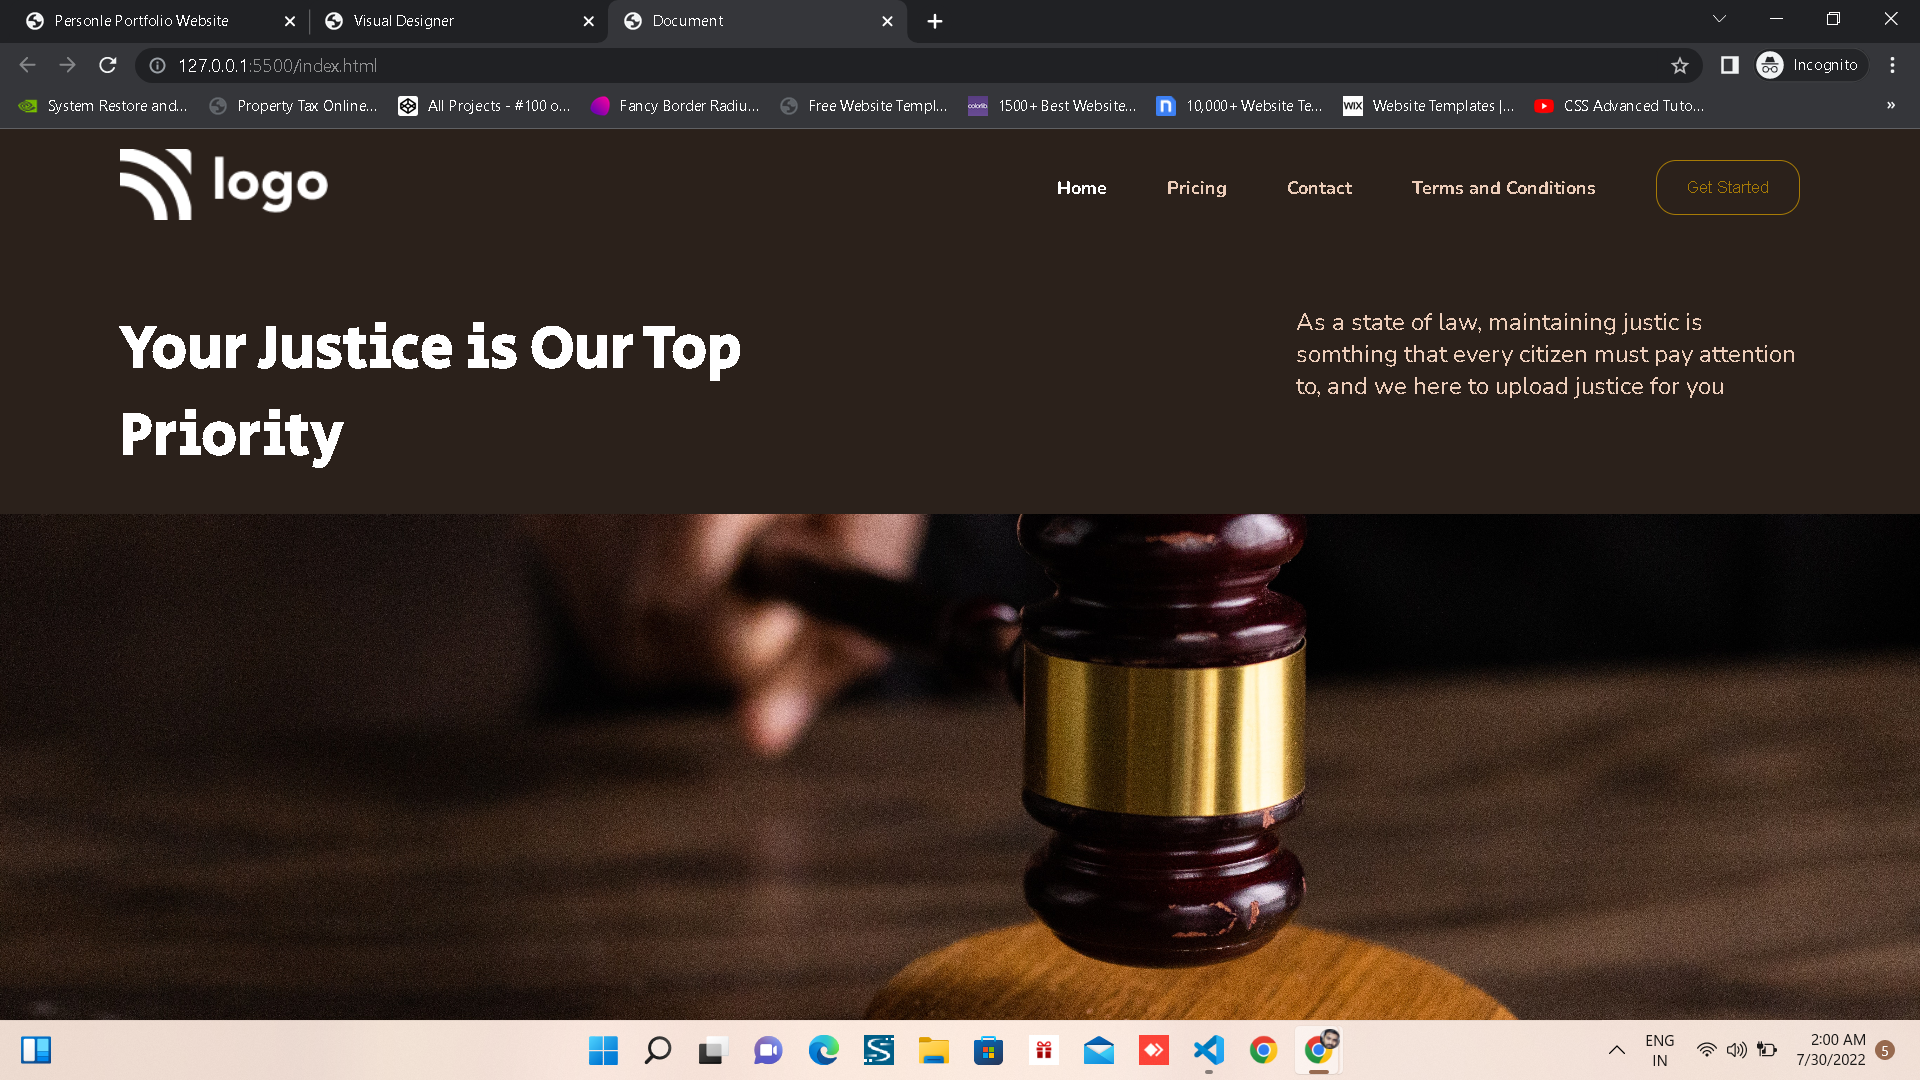 Personle Portfolio Website
Visual Designer
Document
127.0.0.1:5500/index.html
Incognito
System Restore and...
Property Tax Online...
All Projects - #100 o...
Fancy Border Radiu...
Free Website Templ...
colorlib
1500+ Best Website...
n
10,000+ Website Te...
WIX
Website Templates |...
CSS Advanced Tuto...
»
logo
Home
Pricing
Contact
Terms and Conditions
Get Started
Your Justice is Our Top
Priority
As a state of law, maintaining justic is
somthing that every citizen must pay attention
to, and we here to upload justice for you
ENG
IN
2:00 AM
7/30/2022
5